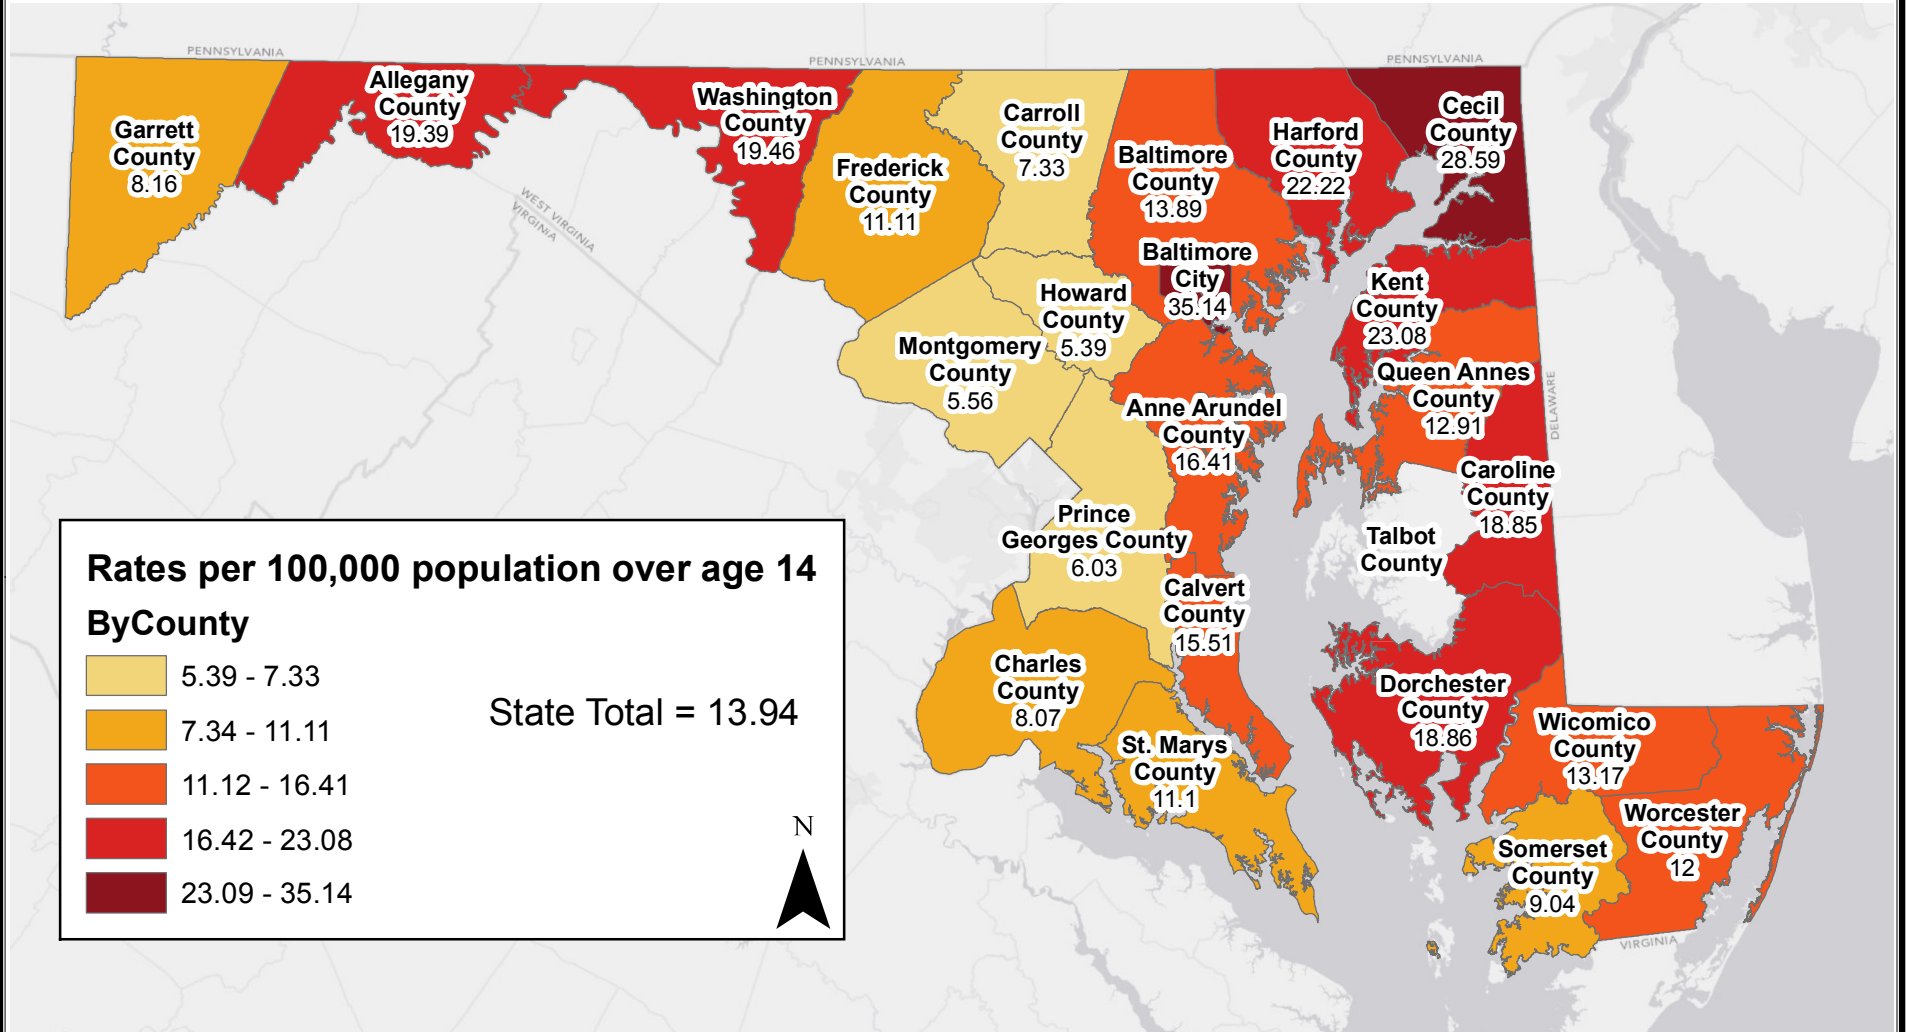 PENNSYLVANIA
PENNSYLVANIA
PENNSYLVANIA
Garrett
County
8.16
Allegany
County
19.39
Washington
County
19.46
Frederick
County
11.11
Carroll
County
7.33
Baltimore
County
13.89
Harford
County
22.22
Cecil
County
28.59
WEST VIRGINIA
VIRGINIA
Baltimore
City
35.14
Howard
County
5.39
Montgomery
County
5.56
Kent
County
23.08
Queen Annes
County
12.91
DELAWARE
Anne Arundel
County
16.41
Caroline
County
18.85
Talbot
County
Prince
Georges County
6.03
Calvert
County
15.51
Charles
County
8.07
St. Marys
County
11.1
Dorchester
County
18.86
Wicomico
County
13.17
Worcester
County
12
Somerset
County
9.04
VIRGINIA
Rates per 100,000 population over age 14
ByCounty
5.39 - 7.33
7.34 - 11.11
11.12 - 16.41
16.42 - 23.08
23.09 - 35.14
State Total = 13.94
N